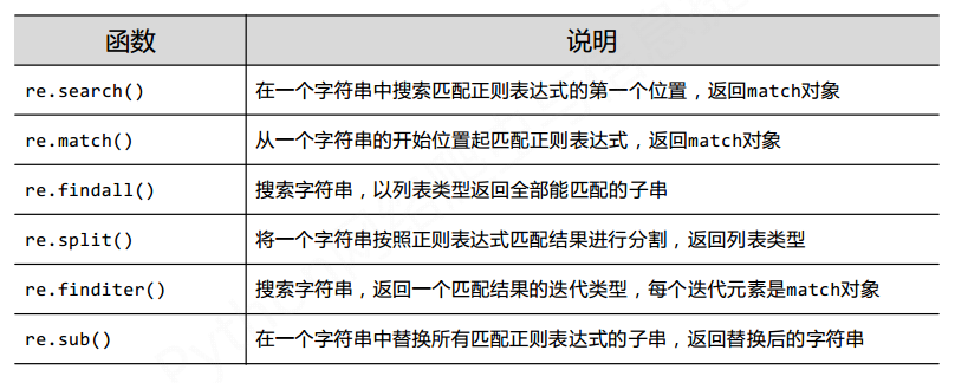 函数 说明
re.search() 在一个字符串中搜索匹配正则表达式的第一个位置，返回match对象
re.match() 从一个字符串的开始位置起匹配正则表达式，返回match对象
re.findall() 搜索字符串，以列表类型返回全部能匹配的子串
re.split() 将一个字符串按照正则表达式匹配结果进行分割，返回列表类型
re.finditer() 搜索字符串，返回一个匹配结果的迭代类型，每个迭代元素是match对象
re.sub() 在一个字符串中替换所有匹配正则表达式的子串，返回替换后的字符串